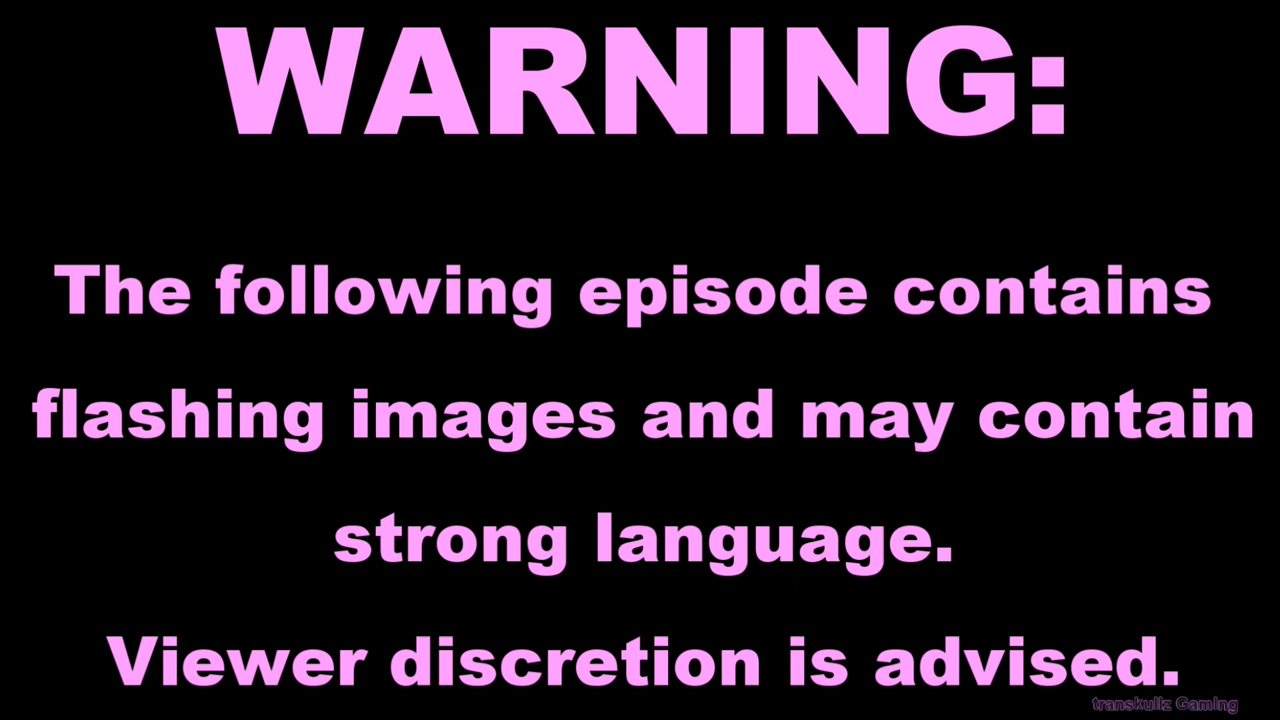 WARNING:
The following episode contains
flashing images and may contain
strong language.
Viewer discretion is advised.
transkullz Gaming